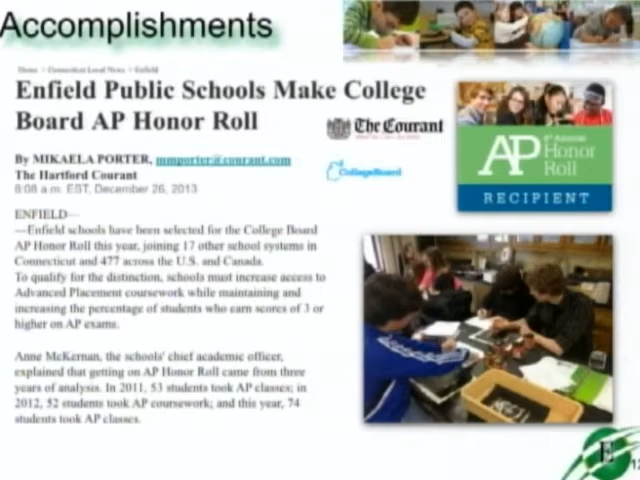 Accomplishments
Home > Connecticut Local News > Enfield
Enfield Public Schools Make College
Board AP Honor Roll
The Courant
By MIKAELA PORTER, mmporter@courant.com
The Hartford Courant
8:08 a.m. EST, December 26, 2013
CollegeBoard
AP
Annual
Honor
Roll
RECIPIENT
ENFIELD—
—Enfield schools have been selected for the College Board
AP Honor Roll this year, joining 17 other school systems in
Connecticut and 477 across the U.S. and Canada.
To qualify for the distinction, schools must increase access to
Advanced Placement coursework while maintaining and
increasing the percentage of students who earn scores of 3 or
higher on AP exams.
Anne McKernan, the schools' chief academic officer,
explained that getting on AP Honor Roll came from three
years of analysis. In 2011, 53 students took AP classes; in
2012, 52 students took AP coursework; and this year, 74
students took AP classes.
E